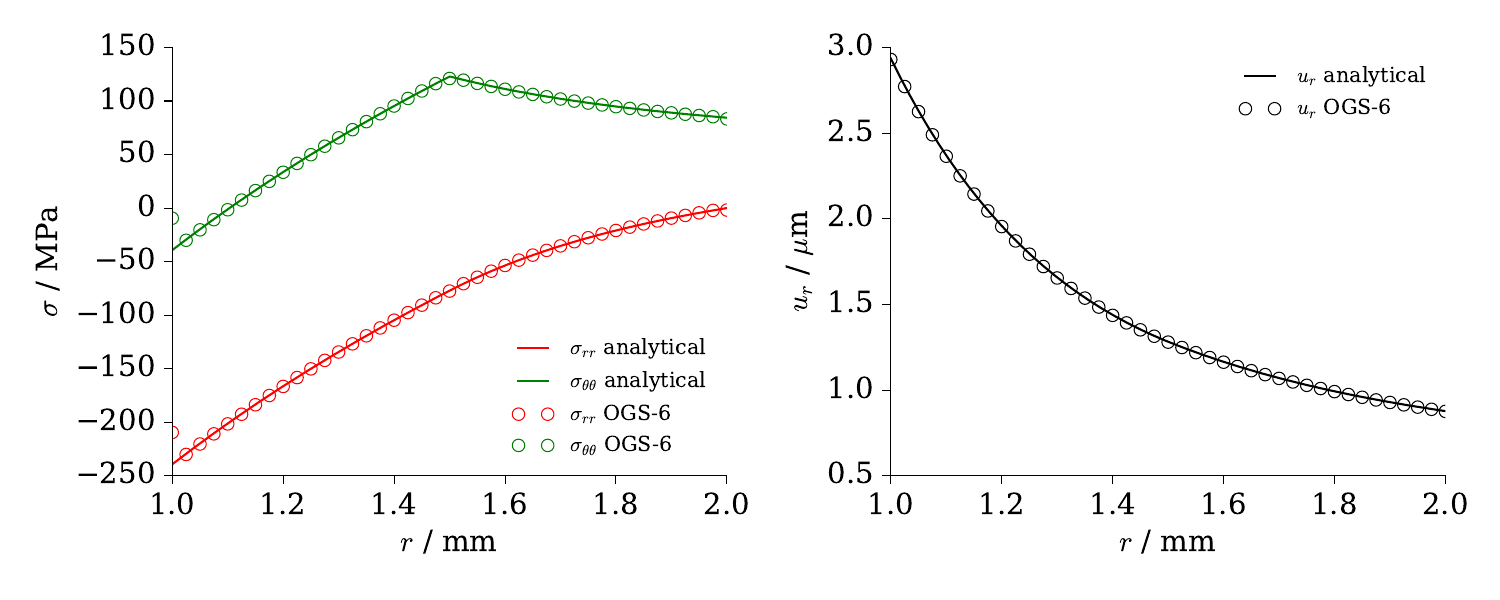 150
100
50
0
−50
−100
−150
−200
−250
σ / MPa
1.0 1.2 1.4 1.6 1.8 2.0
r / mm
σrr analytical
σθθ analytical
σrr OGS-6
σθθ OGS-6
3.0
2.5
2.0
1.5
1.0
0.5
ur / μm
1.0 1.2 1.4 1.6 1.8 2.0
r / mm
ur analytical
ur OGS-6